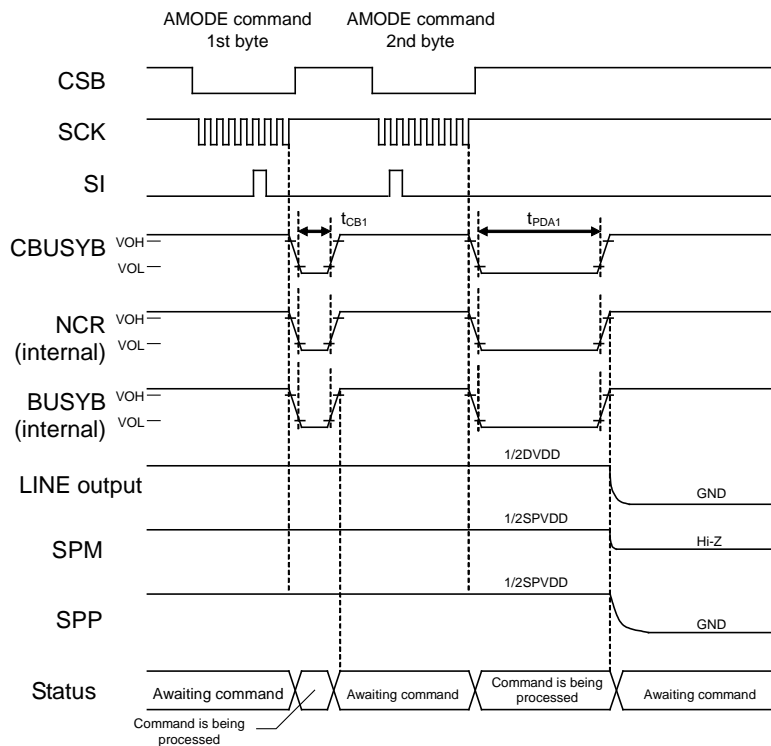 AMODE command
1st byte
AMODE command
2nd byte
CSB
SCK
SI
tCB1
tPDA1
CBUSYB
VOH
VOL
NCR
(internal)
VOH
VOL
BUSYB
(internal)
VOH
VOL
LINE output
1/2DVDD
GND
SPM
1/2SPVDD
Hi-Z
SPP
1/2SPVDD
GND
Status
Awaiting command
Command is being
processed
Awaiting command
Command is being
processed
Awaiting command